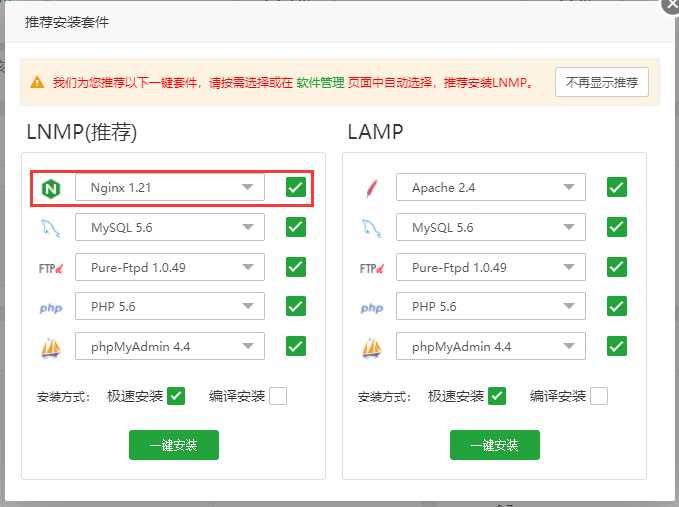 推荐安装套件
我们为您推荐以下一键套件，请按需选择或在 软件管理 页面中自动选择，推荐安装LNMP。
不再显示推荐
LNMP(推荐)
Nginx 1.21
MySQL 5.6
FTPd Pure-Ftpd 1.0.49
php PHP 5.6
phpMyAdmin 4.4
安装方式： 极速安装 编译安装
一键安装
LAMP
Apache 2.4
MySQL 5.6
FTPd Pure-Ftpd 1.0.49
php PHP 5.6
phpMyAdmin 4.4
安装方式： 极速安装 编译安装
一键安装